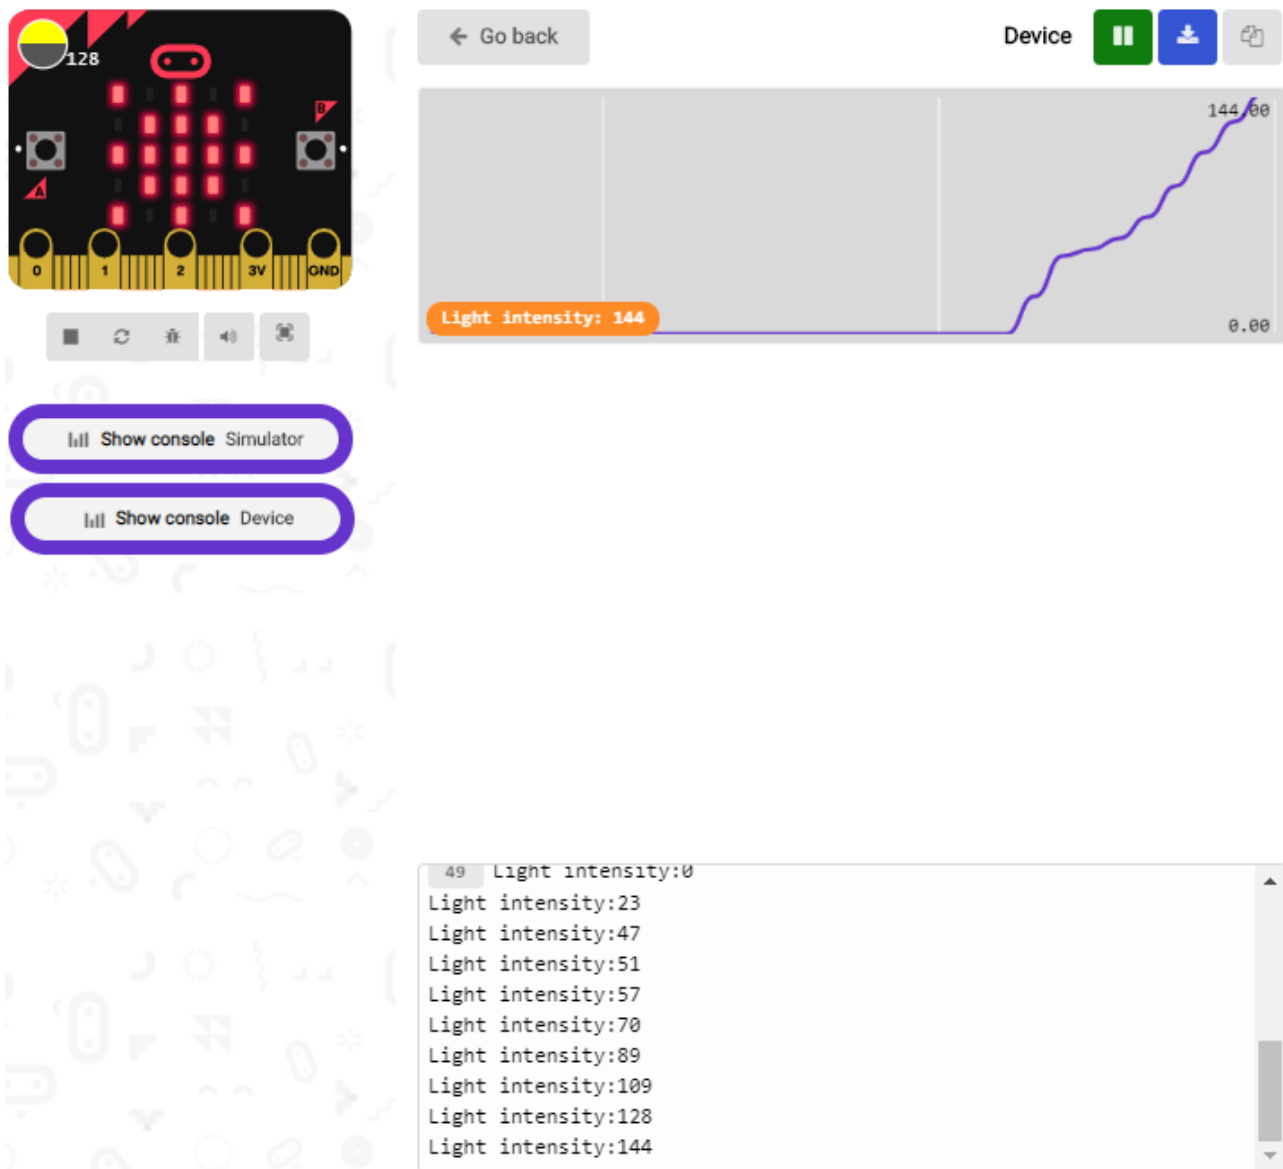 128
B
A
0 1 2 3V GND
Show console Simulator
Show console Device
Go back
Device
144.00
Light intensity: 144
0.00
49 Light intensity:0
Light intensity:23
Light intensity:47
Light intensity:51
Light intensity:57
Light intensity:70
Light intensity:89
Light intensity:109
Light intensity:128
Light intensity:144